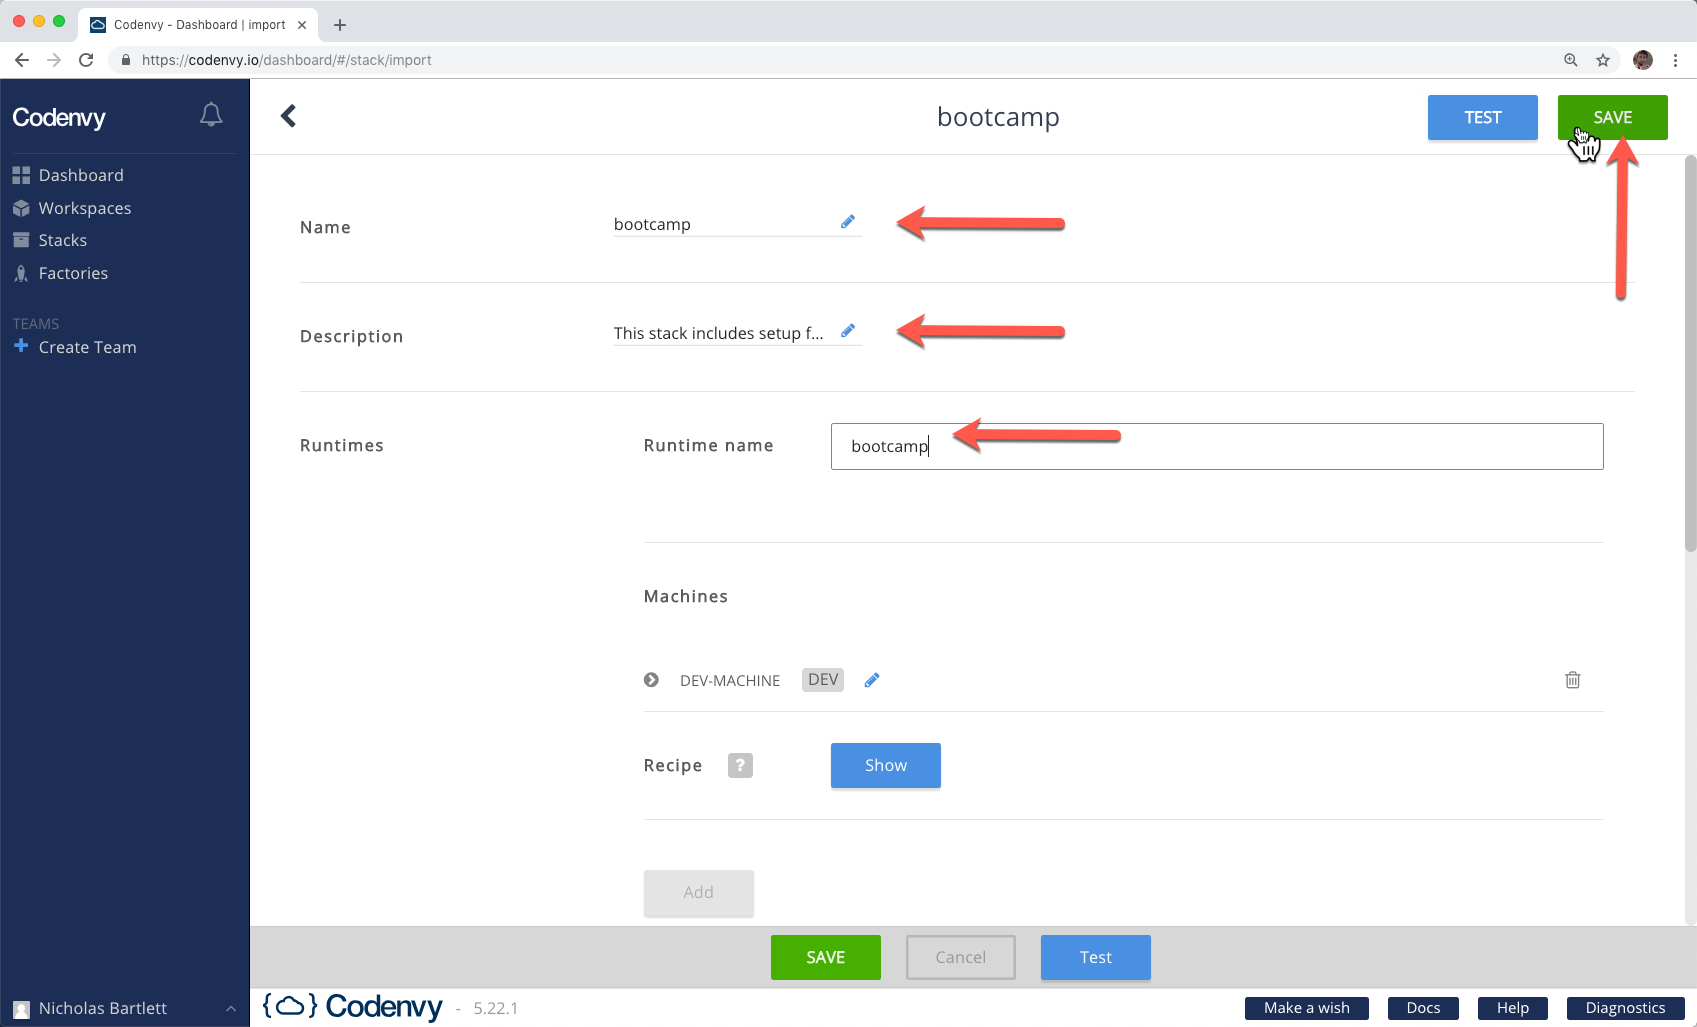 Codenvy - Dashboard | import
https://codenvy.io/dashboard/#/stack/import
Codenvy
Dashboard
Workspaces
Stacks
Factories
TEAMS
Create Team
Nicholas Bartlett
bootcamp
TEST
SAVE
Name
bootcamp
Description
This stack includes setup f...
Runtimes
Runtime name
bootcamp
Machines
DEV-MACHINE DEV
Recipe ? Show
Add
SAVE Cancel Test
{ } Codenvy - 5.22.1
Make a wish Docs Help Diagnostics